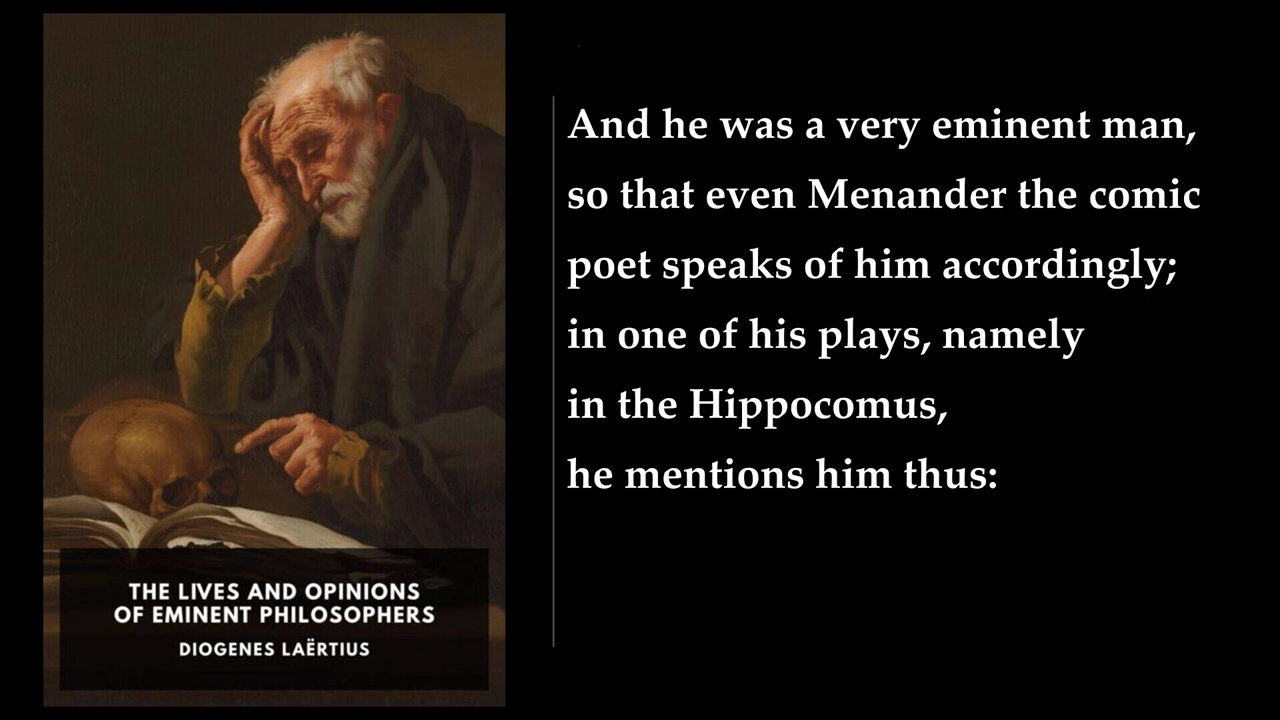 And he was a very eminent man,
so that even Menander the comic
poet speaks of him accordingly;
in one of his plays, namely
in the Hippocomus,
he mentions him thus:
THE LIVES AND OPINIONS
OF EMINENT PHILOSOPHERS
DIOGENES LAËRTIUS